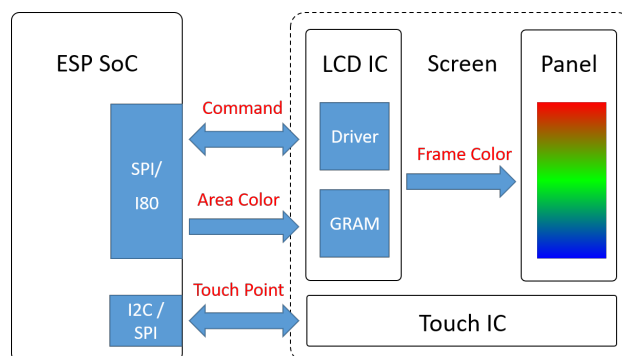 ESP SoC
LCD IC
Screen
Panel
Command
SPI/
I80
Driver
Frame Color
Area Color
GRAM
Touch Point
I2C /
SPI
Touch IC